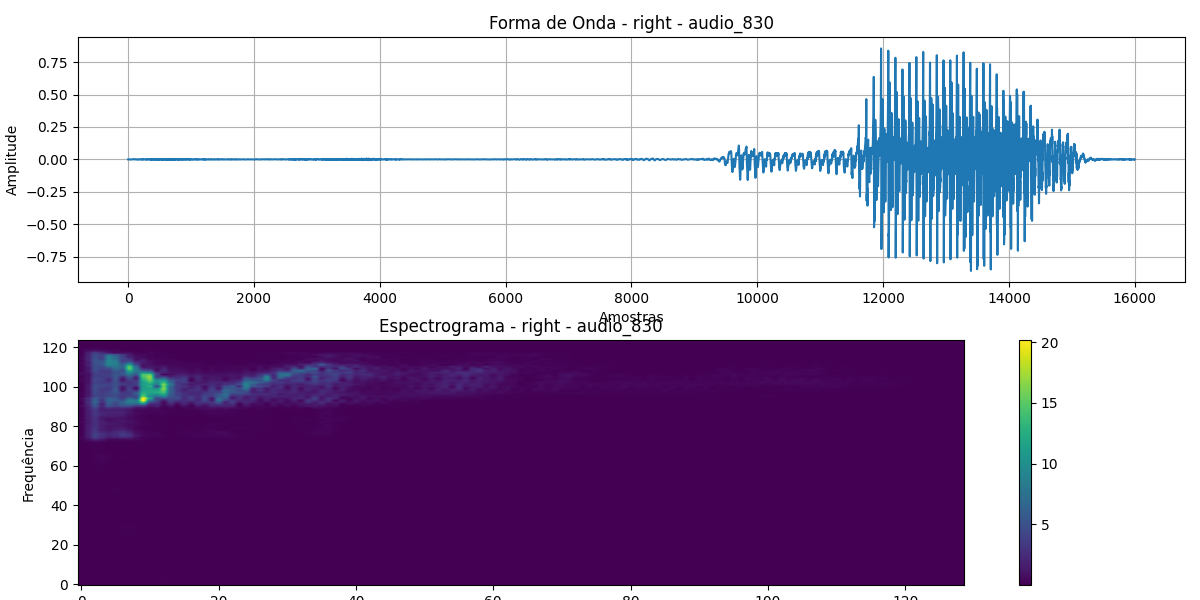 Forma de Onda - right - audio_830
Amplitude
0.75
0.50
0.25
0.00
−0.25
−0.50
−0.75
0 2000 4000 6000 8000 10000 12000 14000 16000
Amostras
Espectrograma - right - audio_830
Frequência
120
100
80
60
40
20
0
0 20 40 60 80 100 120
20
15
10
5